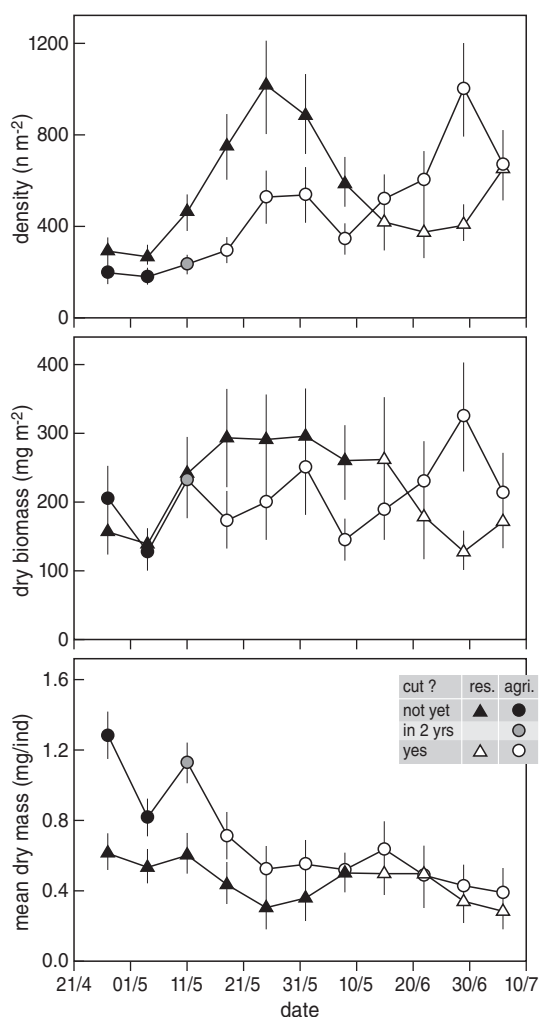 1200
800
400
0
density (n m-2)
400
300
200
100
0
dry biomass (mg m-2)
1.6
1.2
0.8
0.4
0.0
mean dry mass (mg/ind)
cut ? res. agri.
not yet
in 2 yrs
yes
21/4 01/5 11/5 21/5 31/5 10/5 20/6 30/6 10/7
date